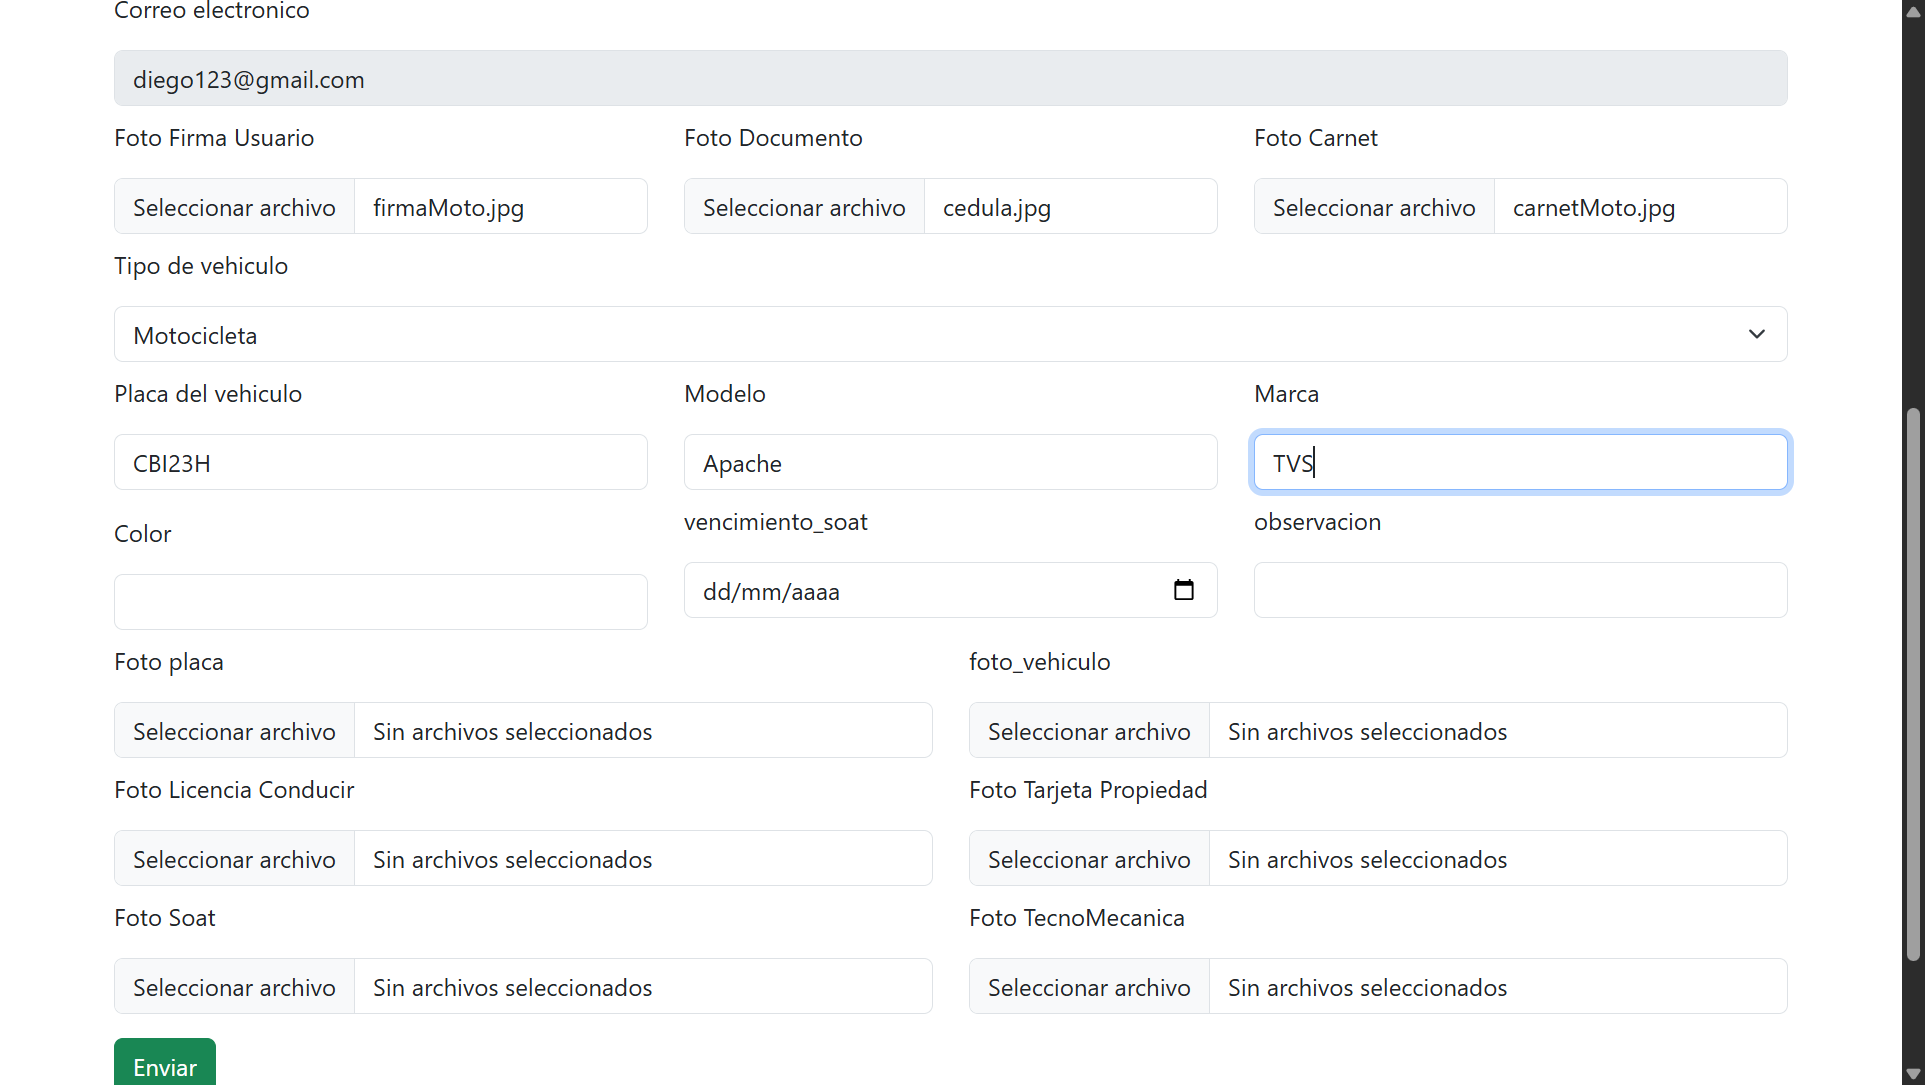 Correo electronico
diego123@gmail.com
Foto Firma Usuario
Foto Documento
Foto Carnet
Seleccionar archivo firmaMoto.jpg
Seleccionar archivo cedula.jpg
Seleccionar archivo carnetMoto.jpg
Tipo de vehiculo
Motocicleta
Placa del vehiculo
Modelo
Marca
CBI23H
Apache
TVS
Color
vencimiento_soat
observacion
dd/mm/aaaa
Foto placa
foto_vehiculo
Seleccionar archivo Sin archivos seleccionados
Seleccionar archivo Sin archivos seleccionados
Foto Licencia Conducir
Foto Tarjeta Propiedad
Seleccionar archivo Sin archivos seleccionados
Seleccionar archivo Sin archivos seleccionados
Foto Soat
Foto TecnoMecanica
Seleccionar archivo Sin archivos seleccionados
Seleccionar archivo Sin archivos seleccionados
Enviar